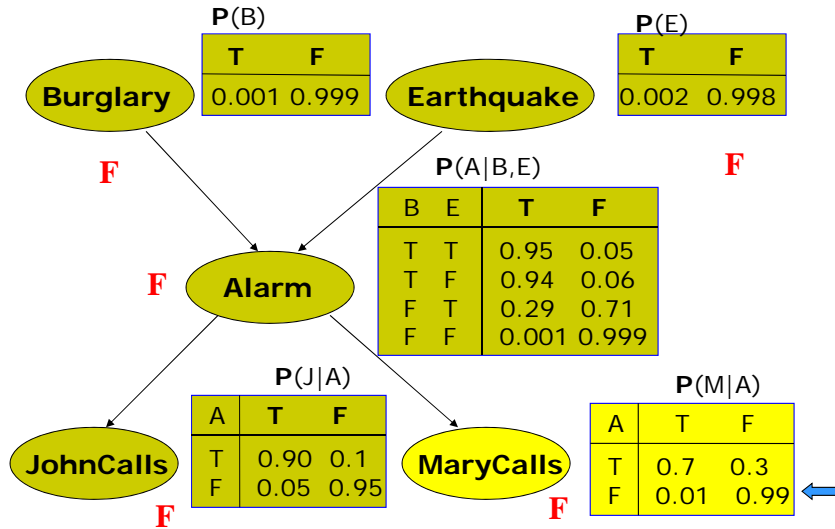 P(B)
T F
0.001 0.999
Burglary
F
Earthquake
P(E)
T F
0.002 0.998
F
P(A|B,E)
B E T F
T T 0.95 0.05
T F 0.94 0.06
F T 0.29 0.71
F F 0.001 0.999
F
Alarm
P(J|A)
A T F
T 0.90 0.1
F 0.05 0.95
JohnCalls
F
MaryCalls
F
P(M|A)
A T F
T 0.7 0.3
F 0.01 0.99